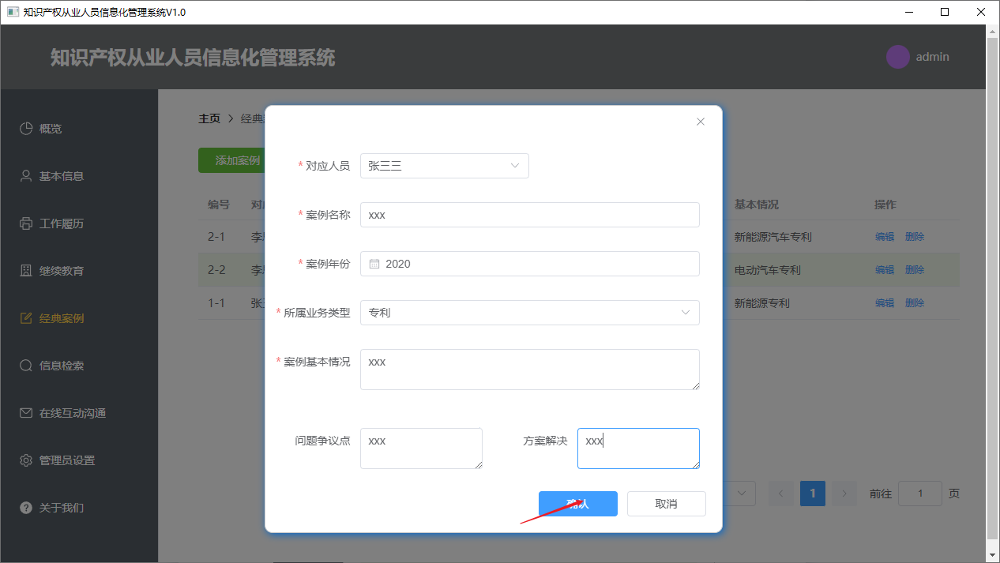 知识产权从业人员信息化管理系统V1.0
知识产权从业人员信息化管理系统
admin
概览
基本信息
工作履历
继续教育
经典案例
信息检索
在线互动沟通
管理员设置
关于我们
主页 > 经典
添加案例
编号 对 基本情况 操作
2-1 李 新能源汽车专利 编辑 删除
2-2 李 电动汽车专利 编辑 删除
1-1 张三 新能源专利 编辑 删除
* 对应人员 张三三
* 案例名称 xxx
* 案例年份 2020
* 所属业务类型 专利
* 案例基本情况 xxx
问题争议点 xxx
方案解决 xxx
确认 取消
1 前往 1 页